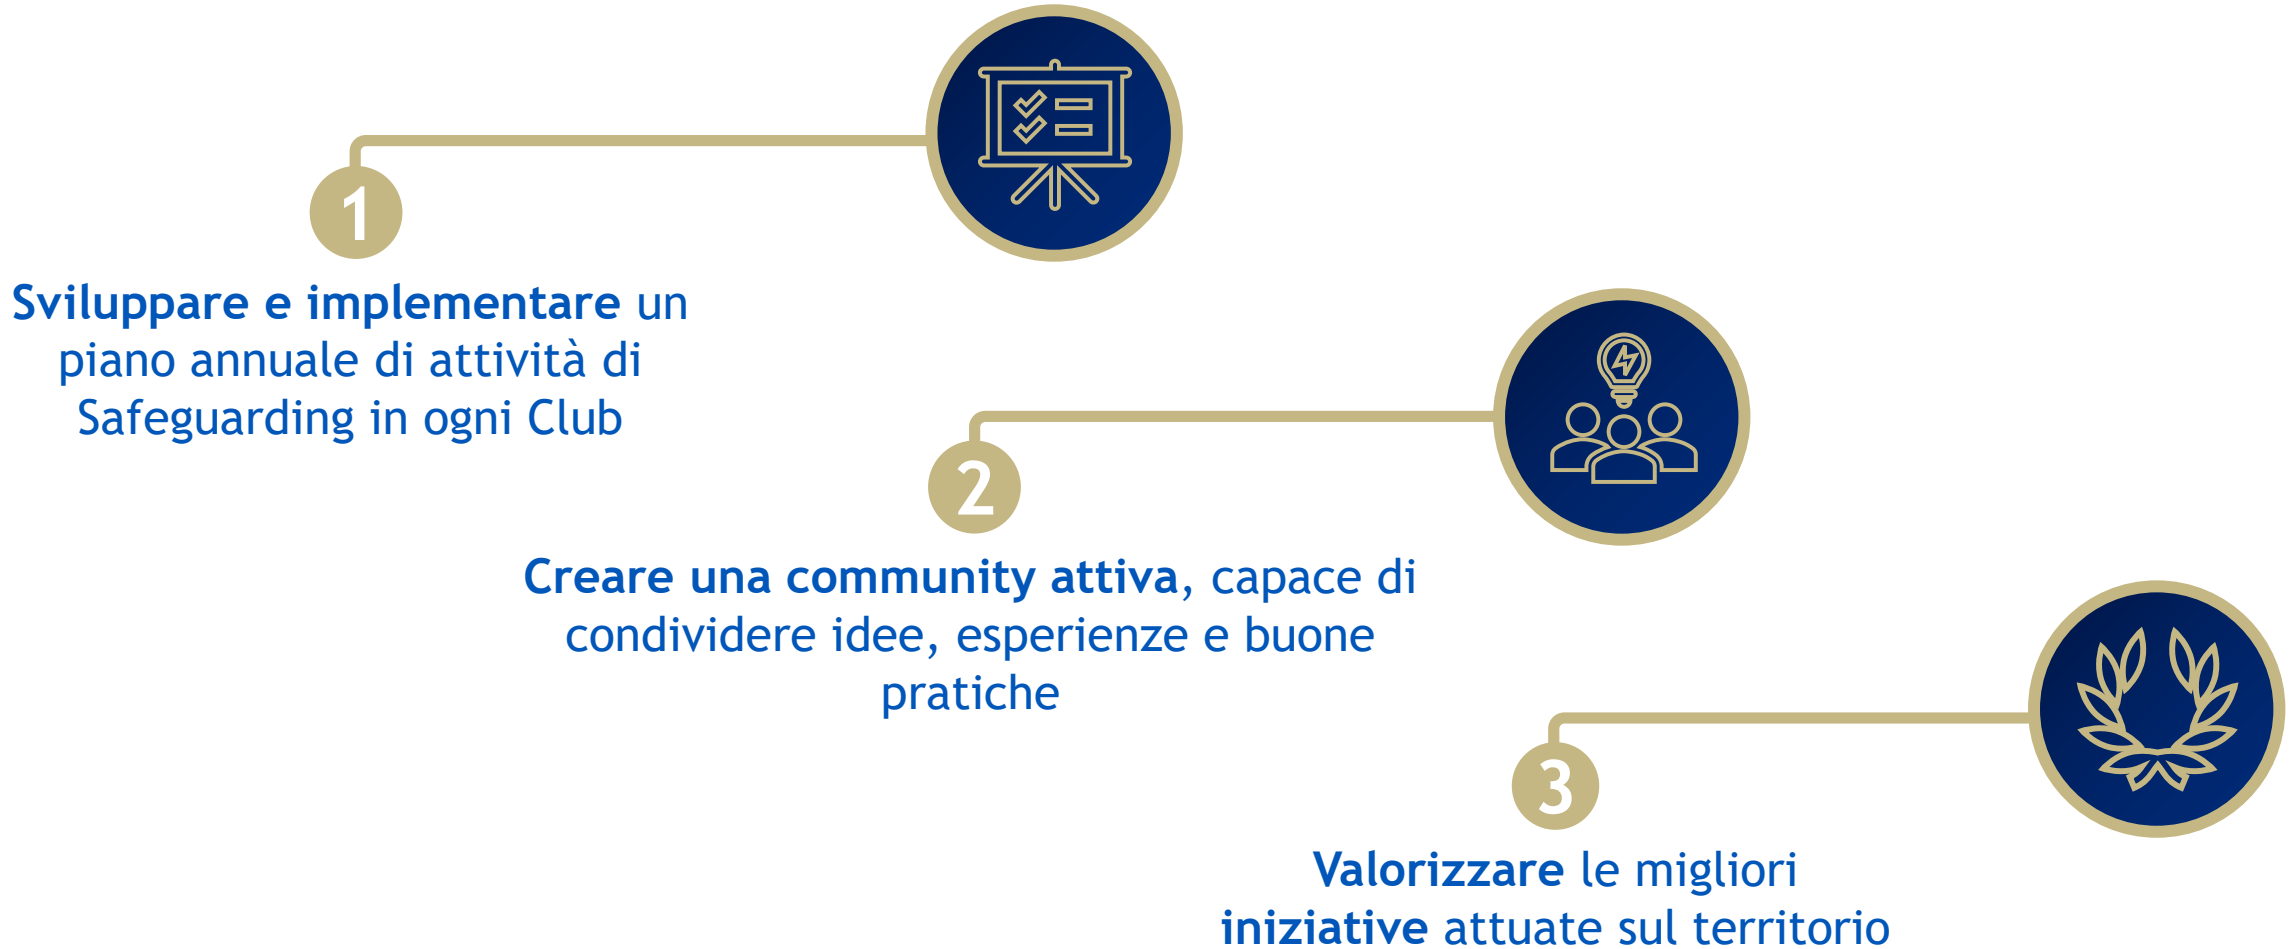 1
Sviluppare e implementare un
piano annuale di attività di
Safeguarding in ogni Club
2
Creare una community attiva, capace di
condividere idee, esperienze e buone
pratiche
3
Valorizzare le migliori
iniziative attuate sul territorio